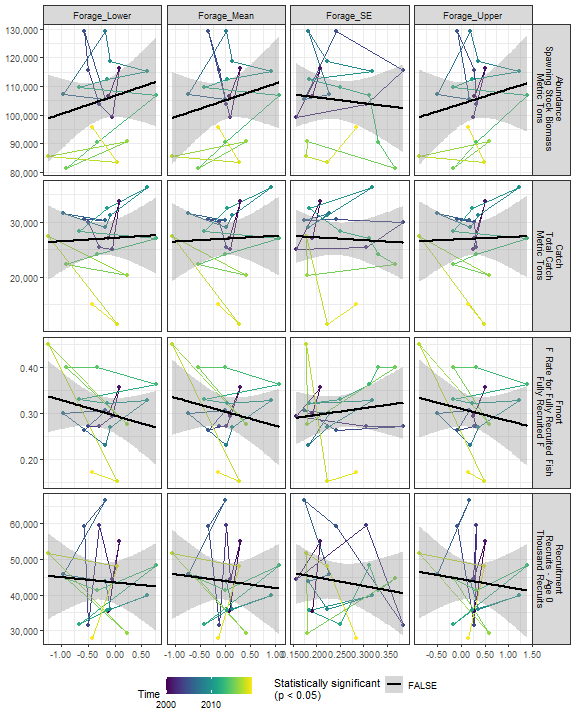 Forage_Lower Forage_Mean Forage_SE Forage_Upper
130,000
120,000
110,000
100,000
90,000
80,000
Abundance
Spawning Stock Biomass
Metric Tons
30,000
20,000
Catch
Total Catch
Metric Tons
0.40
0.30
0.20
Fmort
F Rate for Fully Recruited Fish
Fully Recruited F
60,000
50,000
40,000
30,000
Recruitment
Recruits - Age 0
Thousand Recruits
-1.00 -0.50 0.00 0.50 -1.00 -0.50 0.00 0.50 1.00 0.150 0.200 0.250 0.300 0.350 -0.50 0.00 0.50 1.00 1.50
Time
2000 2010
Statistically significant
(p < 0.05)
FALSE